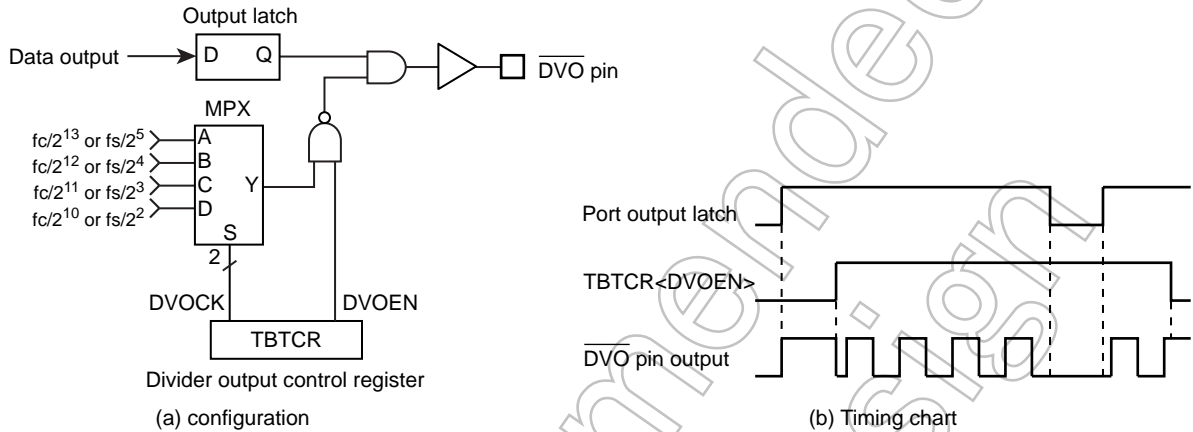 Output latch
Data output
D Q
DVO pin
MPX
fc/2^13 or fs/2^5
A
fc/2^12 or fs/2^4
B
fc/2^11 or fs/2^3
C
Y
fc/2^10 or fs/2^2
D
S
2
DVOCK
DVOEN
TBTCR
Divider output control register
(a) configuration
Port output latch
TBTCR<DVOEN>
DVO pin output
(b) Timing chart